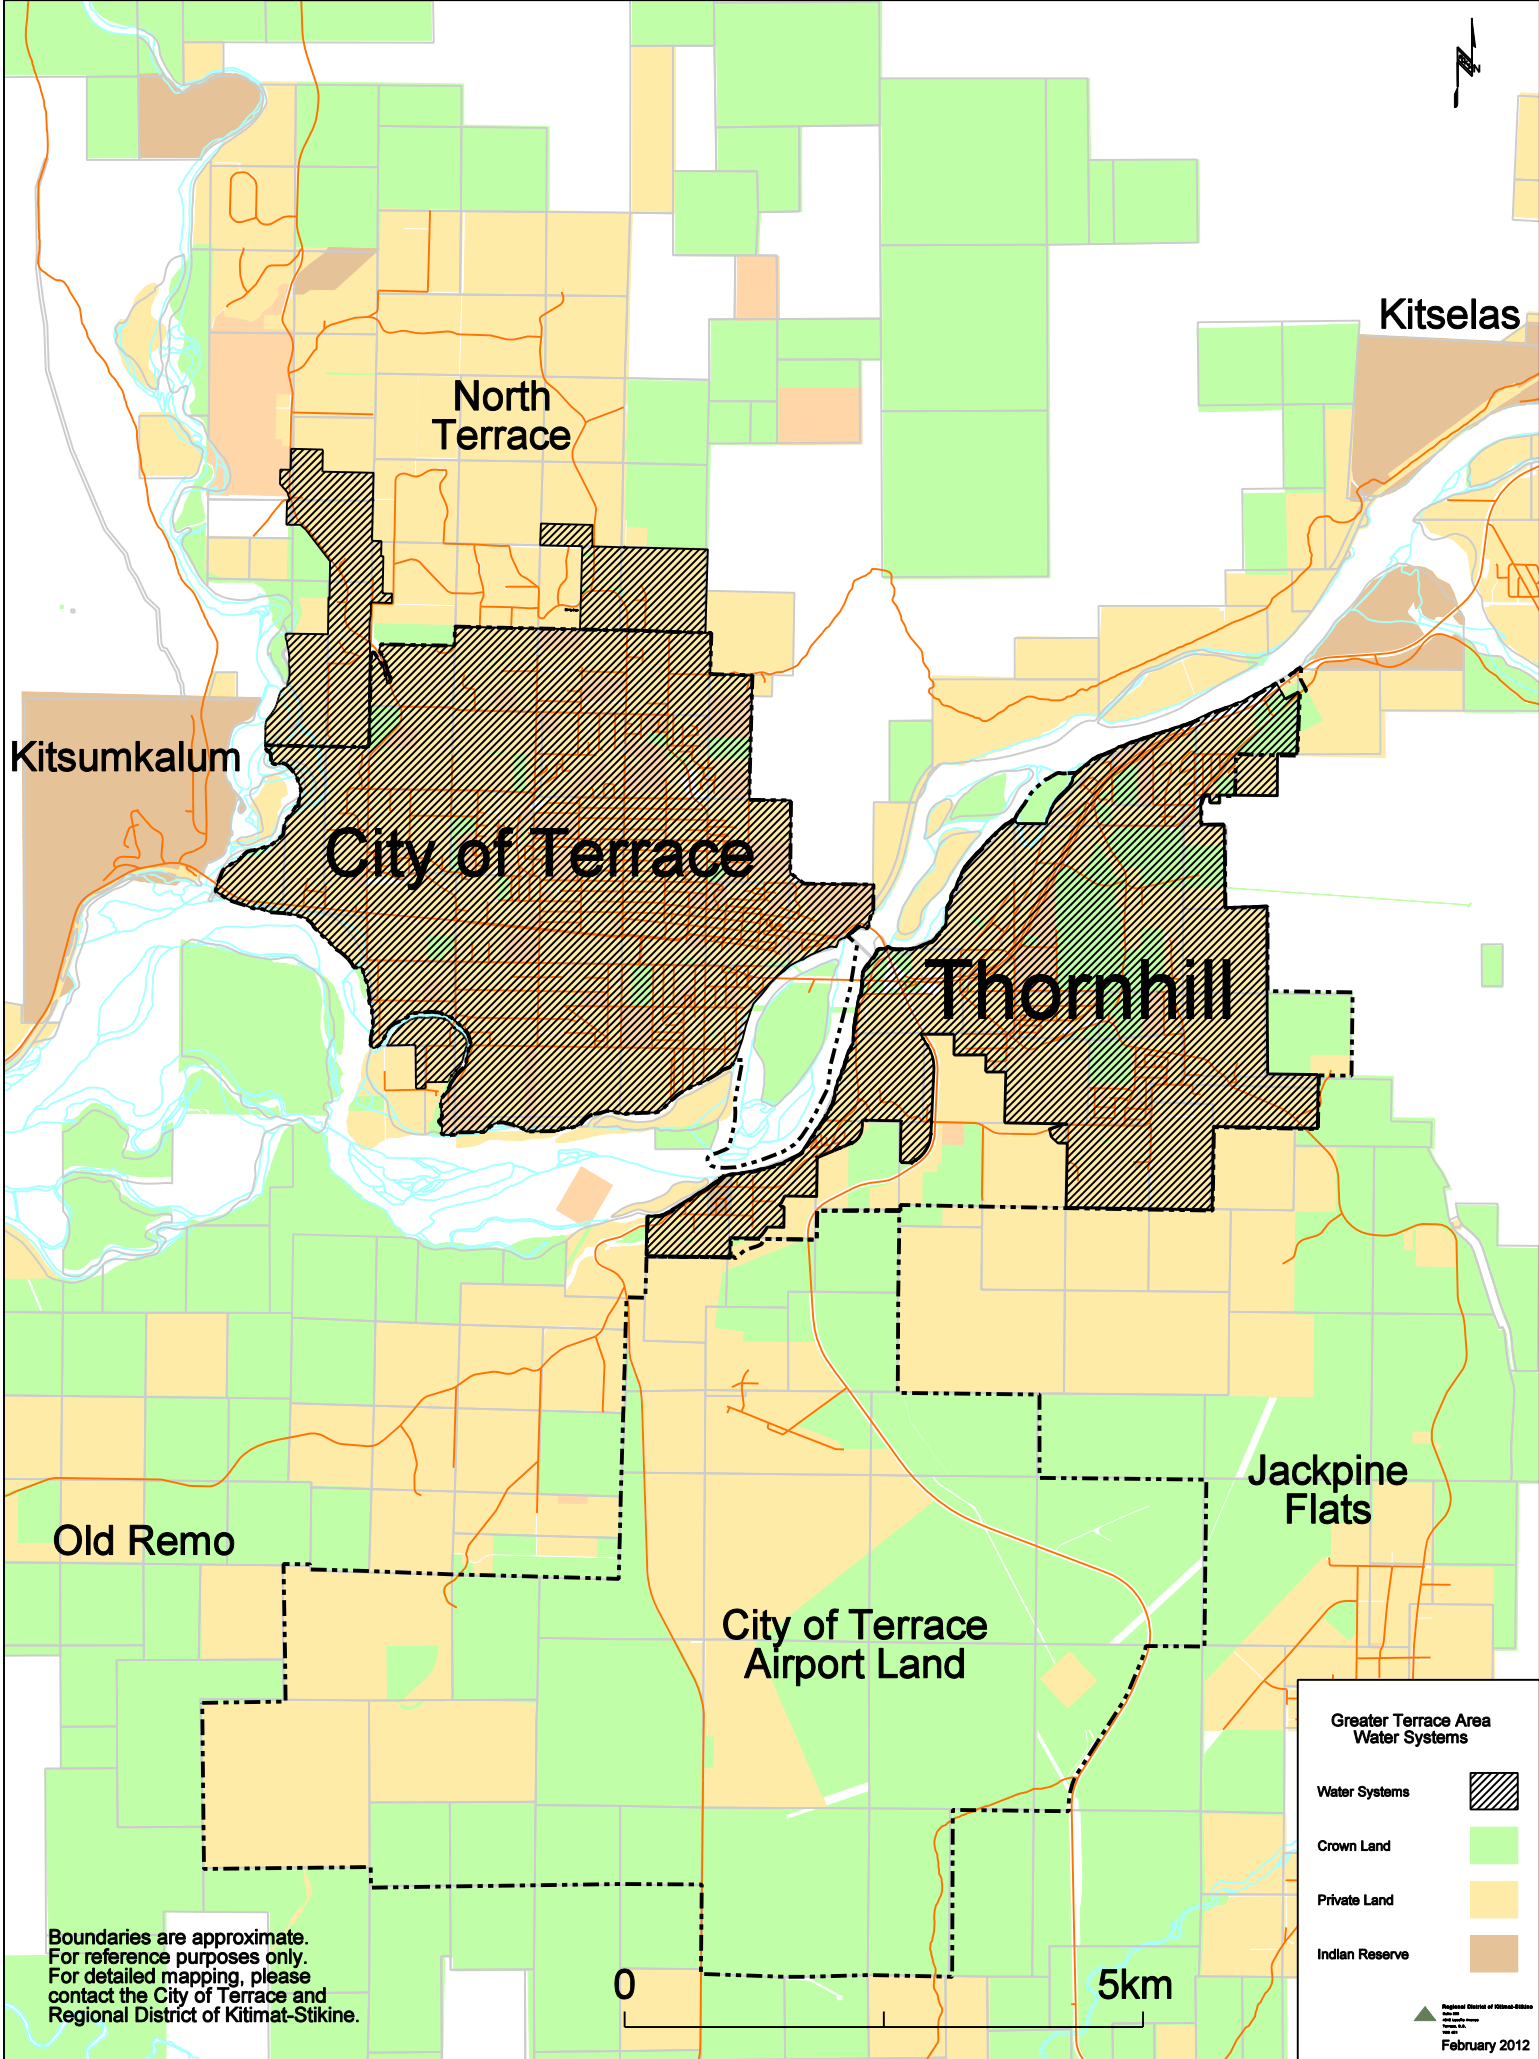 N
Kitselas
North
Terrace
Kitsumkalum
City of Terrace
Thornhill
Jackpine
Flats
Old Remo
City of Terrace
Airport Land
Greater Terrace Area
Water Systems
Water Systems
Crown Land
Private Land
Indian Reserve
Boundaries are approximate.
For reference purposes only.
For detailed mapping, please
contact the City of Terrace and
Regional District of Kitimat-Stikine.
0 5km
Regional District of Kitimat-Stikine
February 2012